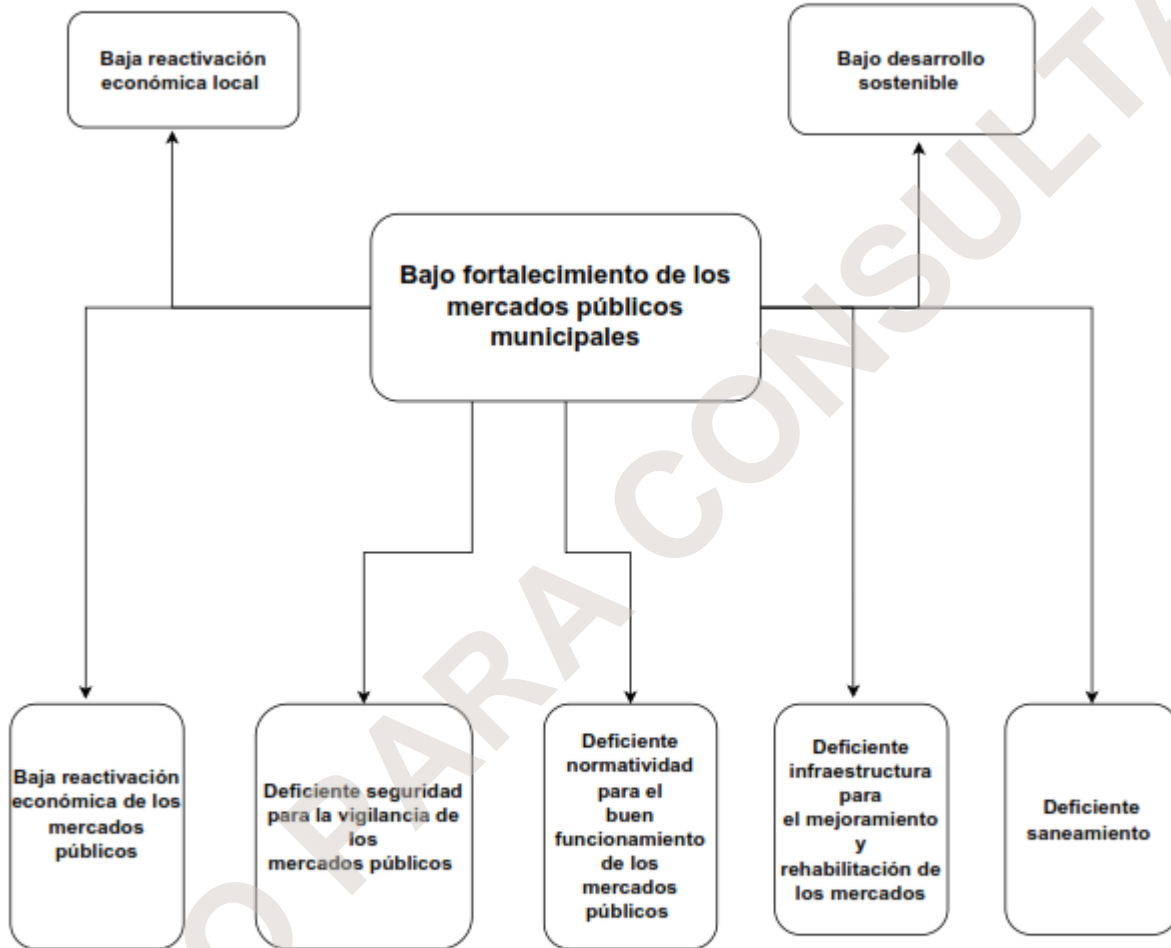 Baja reactivación
económica local
Bajo desarrollo
sostenible
Bajo fortalecimiento de los
mercados públicos
municipales
Baja reactivación
económica de los
mercados
públicos
Deficiente seguridad
para la vigilancia de
los
mercados públicos
Deficiente
normatividad
para el
buen
funcionamiento
de los
mercados
públicos
Deficiente
infraestructura
para
el mejoramiento
y
rehabilitación de
los mercados
Deficiente
saneamiento
PARA CONSULTA